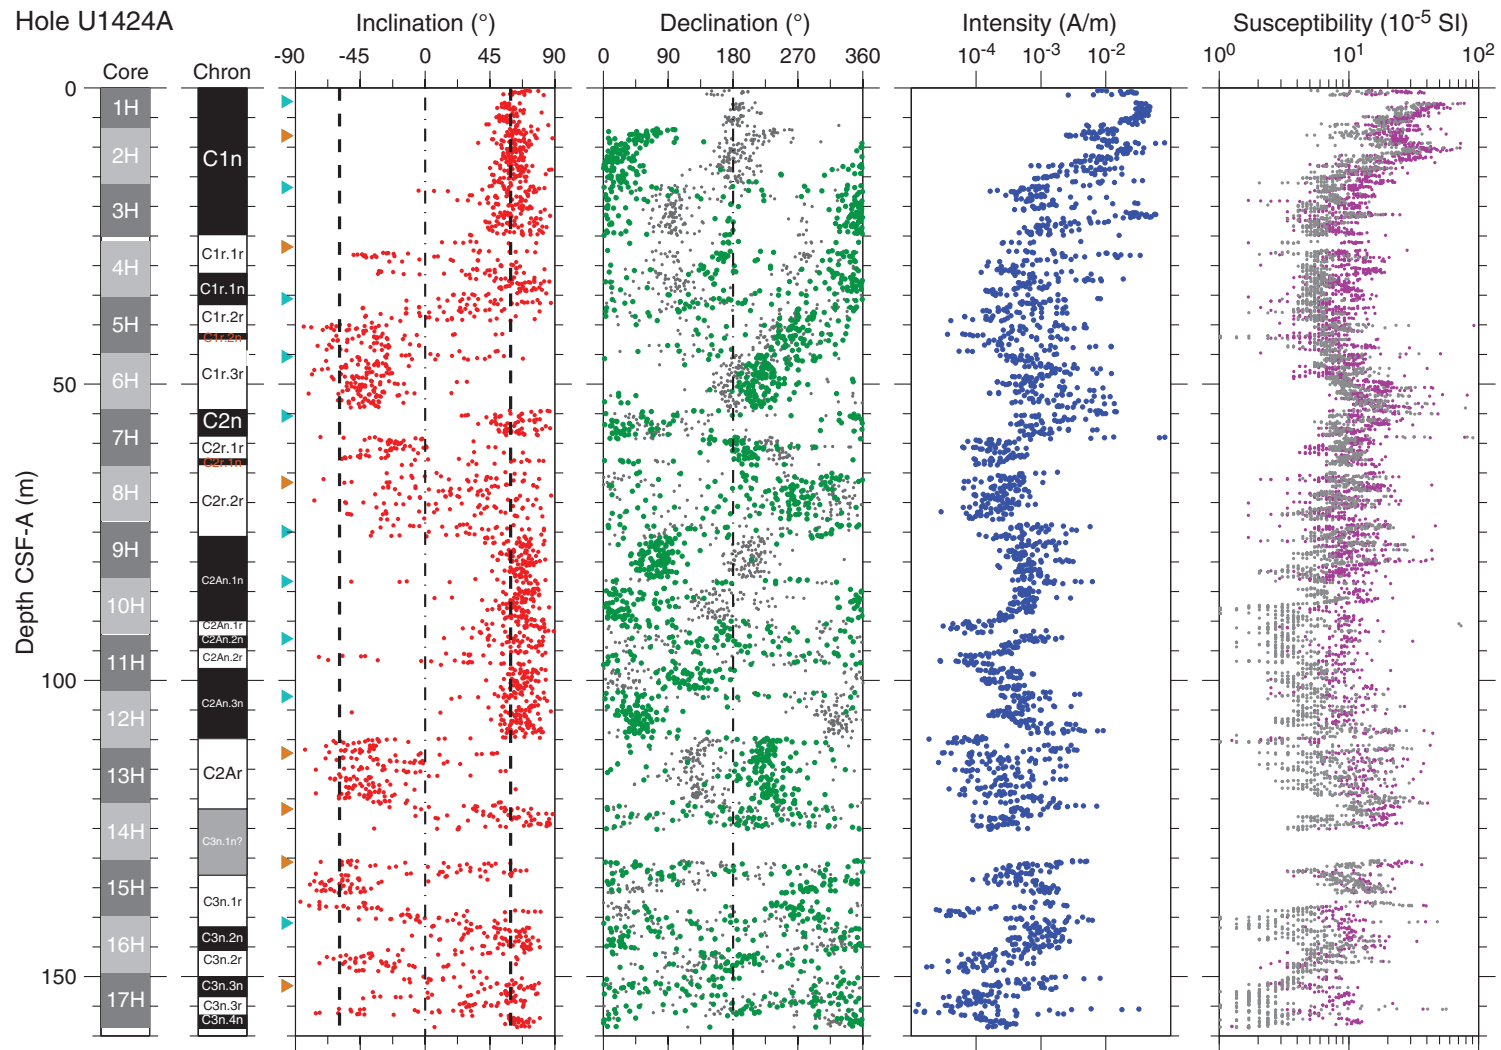 Hole U1424A
Inclination (°)
Declination (°)
Intensity (A/m)
Susceptibility (10-5 SI)
Core
Chron
-90 -45 0 45 90
0 90 180 270 360
10-4 10-3 10-2
100 101 102
Depth CSF-A (m)
0
50
100
150
1H
2H
3H
4H
5H
6H
7H
8H
9H
10H
11H
12H
13H
14H
15H
16H
17H
C1n
C1r.1r
C1r.1n
C1r.2r
C1r.2n
C1r.3r
C2n
C2r.1r
C2r.1n
C2r.2r
C2An.1n
C2An.1r
C2An.2n
C2An.2r
C2An.3n
C2Ar
C3n.1n?
C3n.1r
C3n.2n
C3n.2r
C3n.3n
C3n.3r
C3n.4n